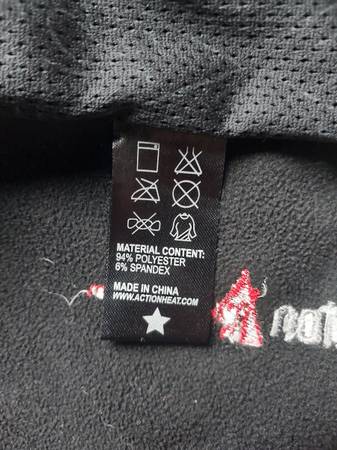 MATERIAL CONTENT:
94% POLYESTER
6% SPANDEX
MADE IN CHINA
WWW.ACTIONHEAT.COM